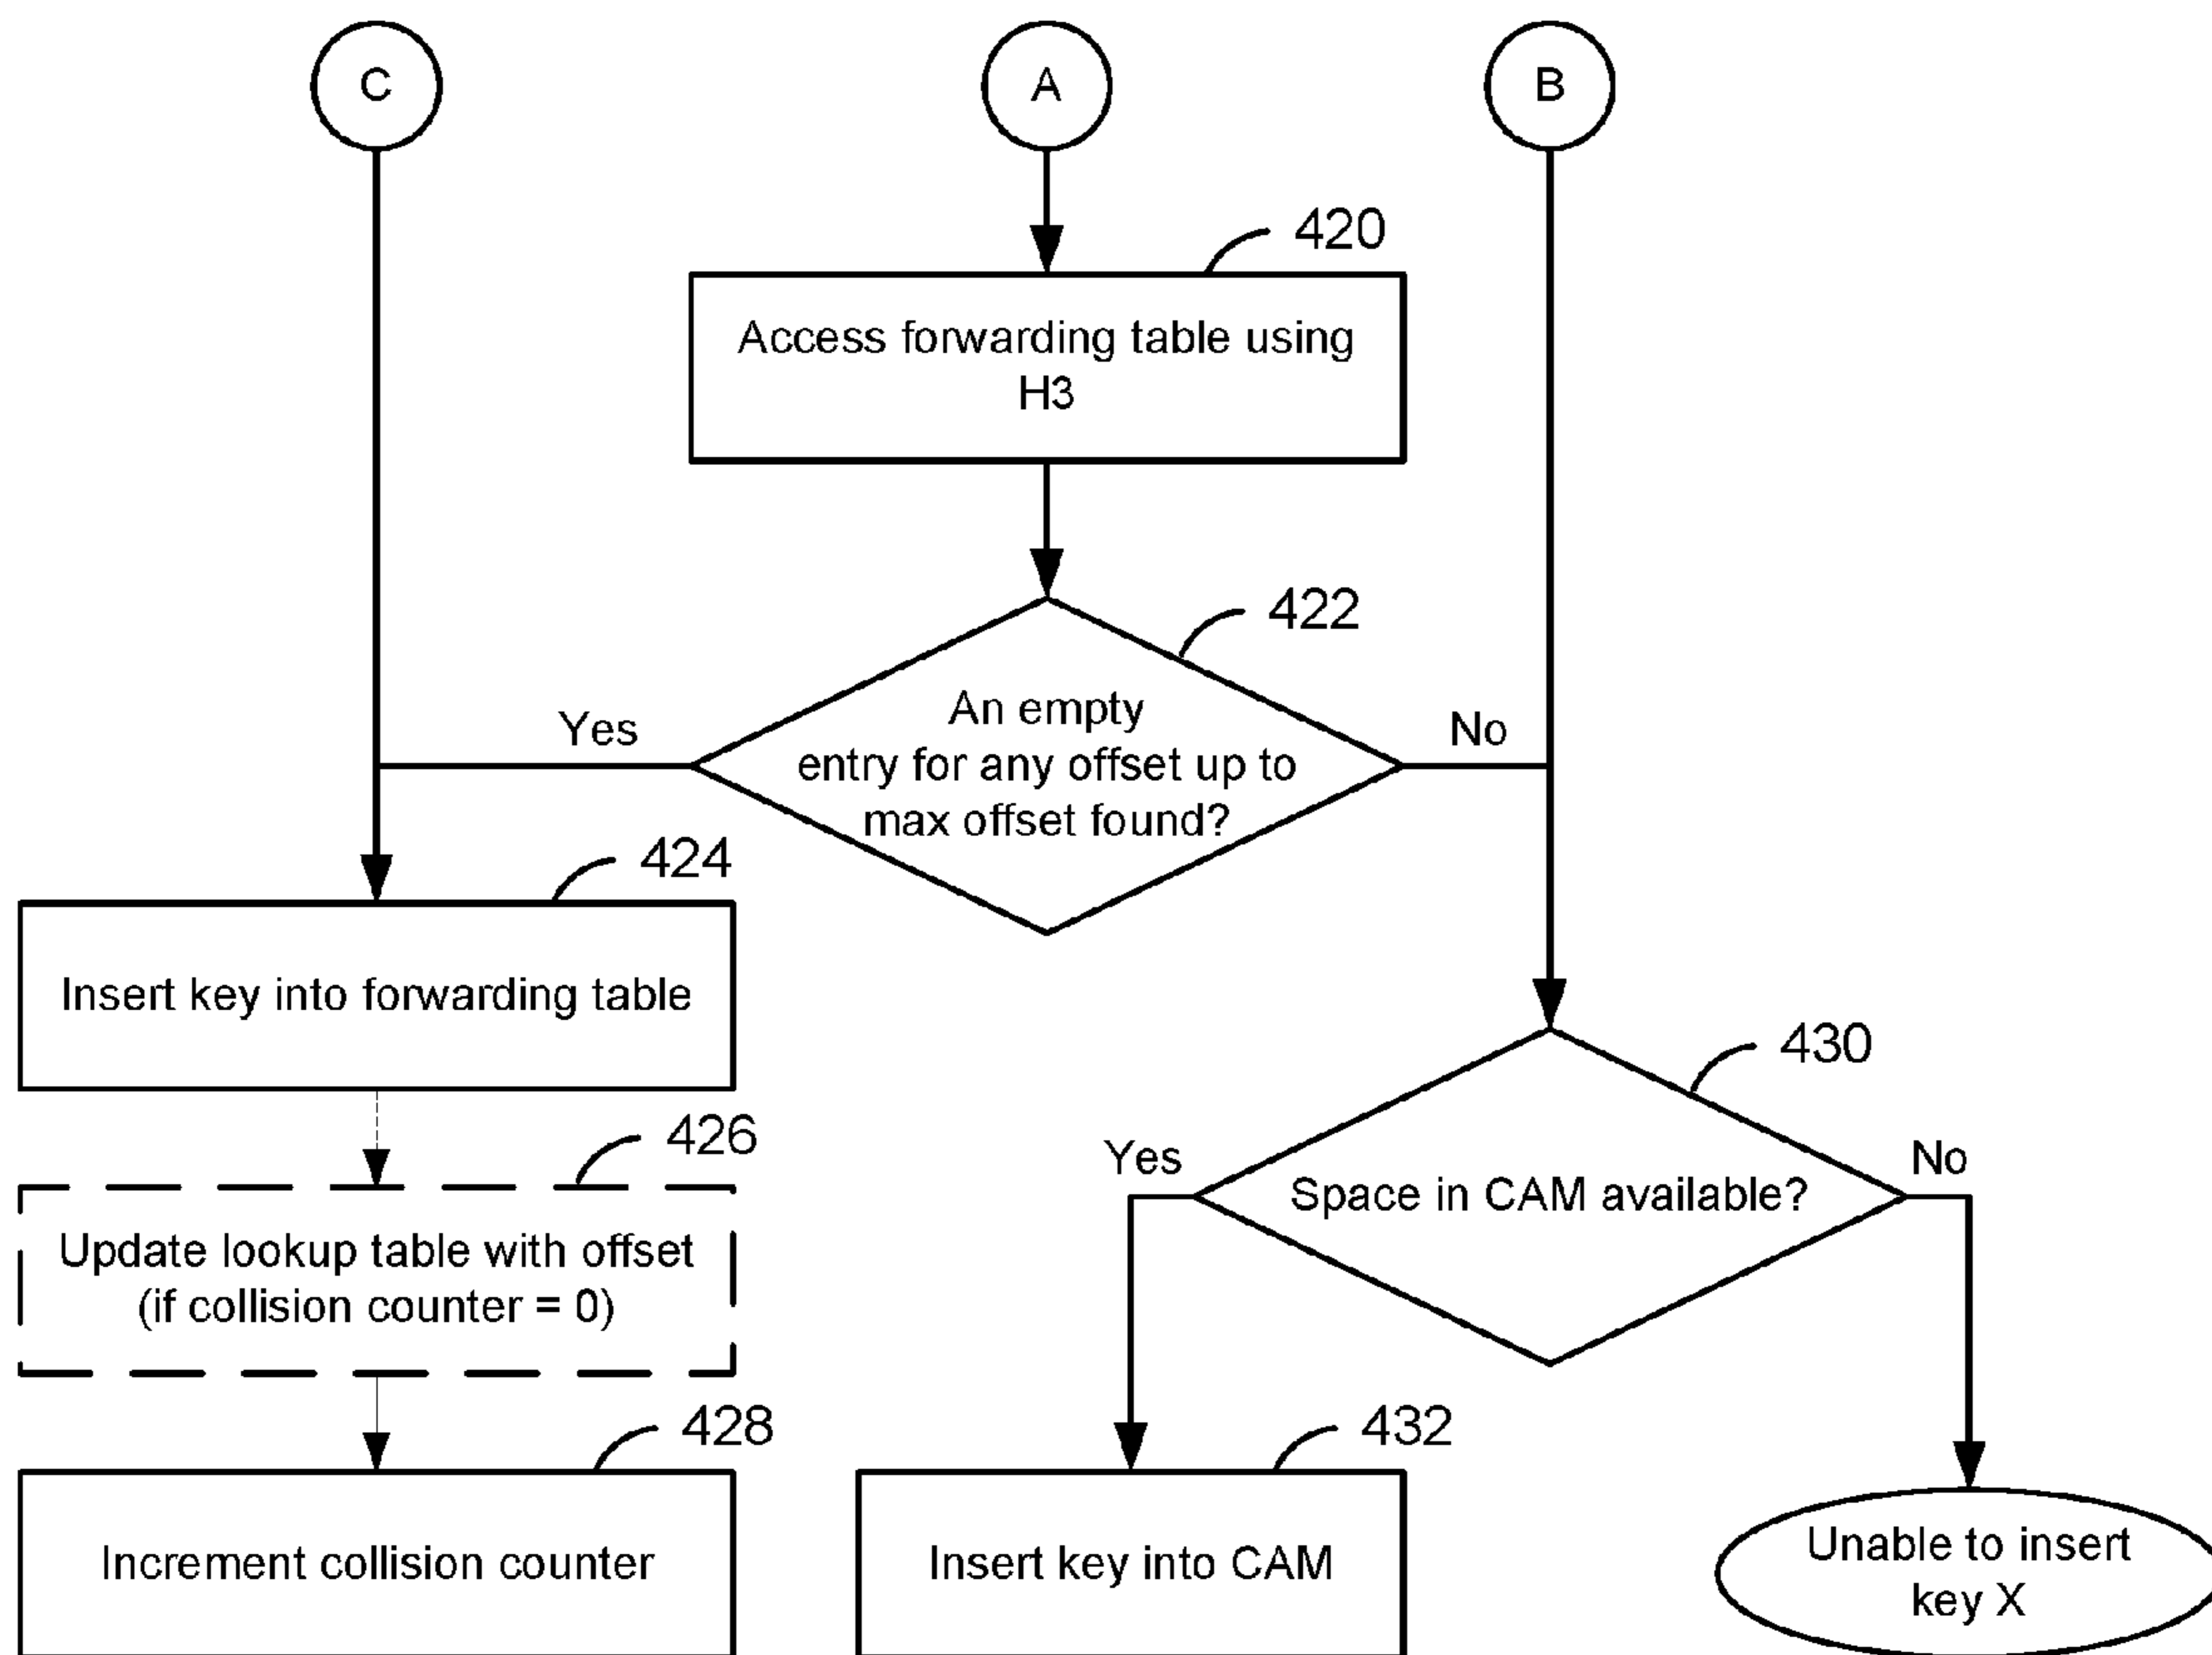 C
A
B
420
Access forwarding table using
H3
422
An empty
entry for any offset up to
max offset found?
Yes
No
424
Insert key into forwarding table
430
Space in CAM available?
Yes
No
426
Update lookup table with offset
(if collision counter = 0)
428
Increment collision counter
432
Insert key into CAM
Unable to insert
key X